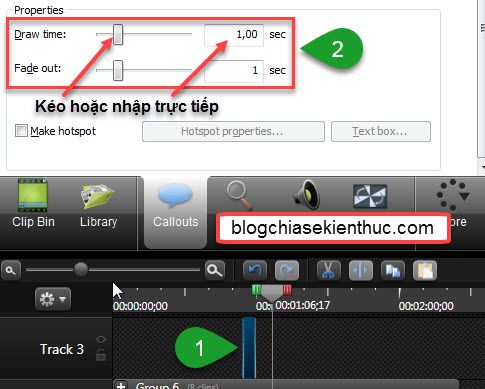 Properties
Draw time: 1,00 sec
2
Fade out: 1 sec
Kéo hoặc nhập trực tiếp
Make hotspot Hotspot properties... Text box...
Clip Bin Library Callouts ore
blogchiasekienthuc.com
00:00:00;00 00:0 00:01:06;17 00:02:00;00
Track 3
1
Group 6 (8 clips)